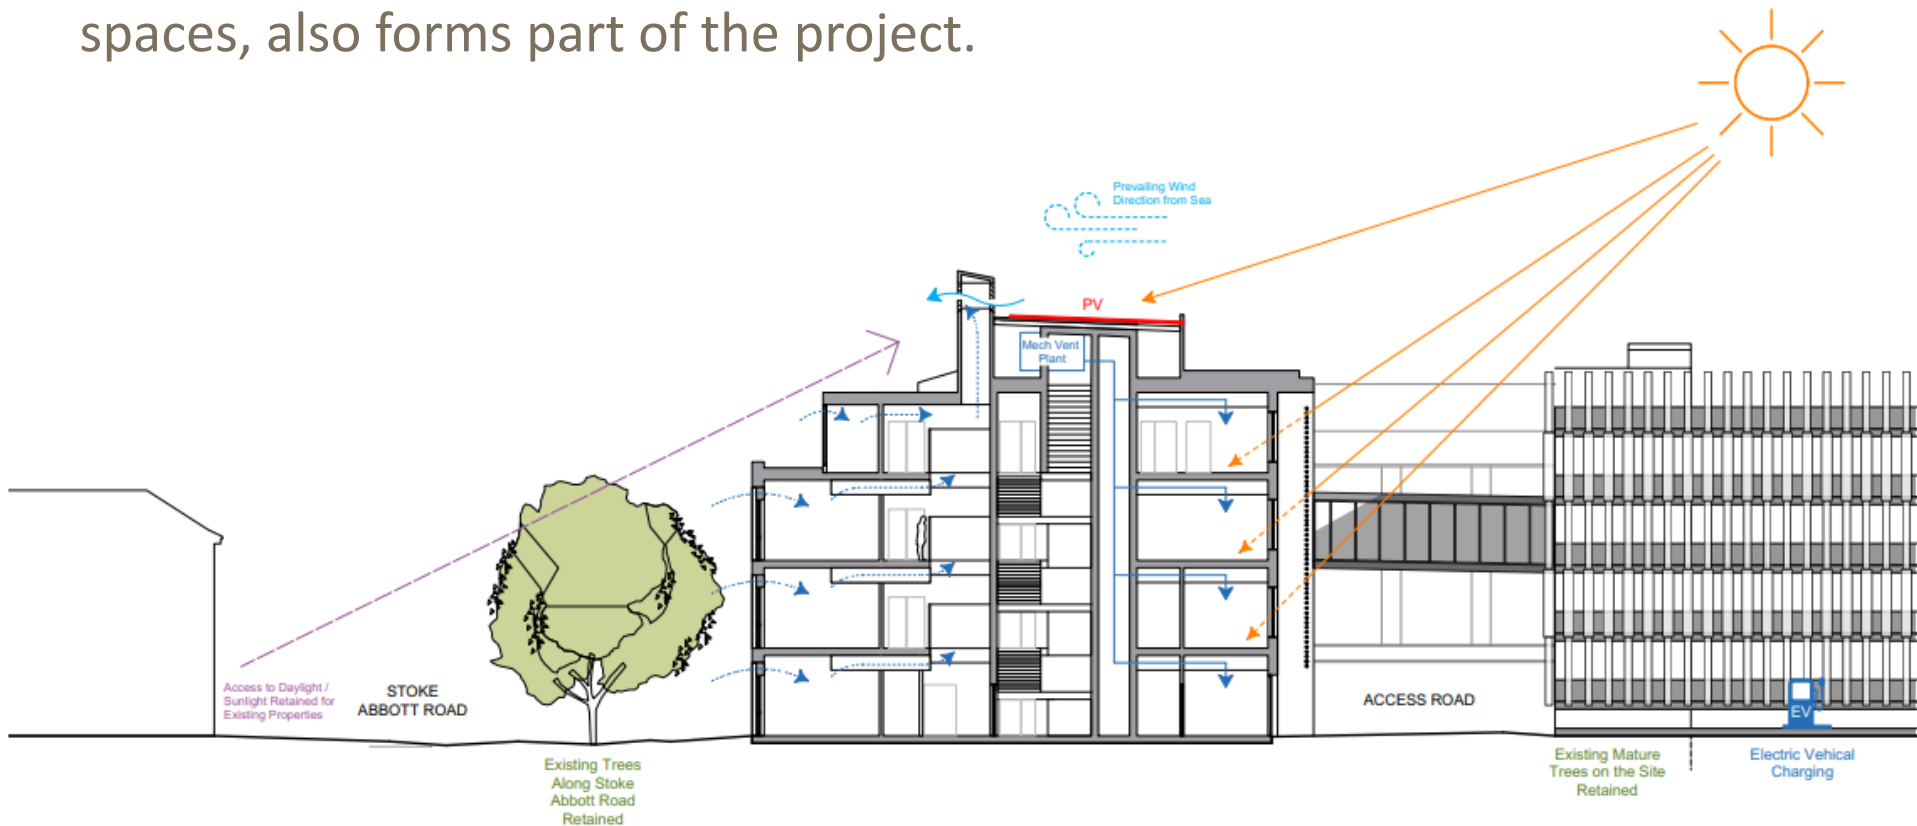 spaces, also forms part of the project.
Prevailing Wind
Direction from Sea
PV
Mech Vent
Plant
Access to Daylight /
Sunlight Retained for
Existing Properties
STOKE
ABBOTT ROAD
ACCESS ROAD
EV
Existing Trees
Along Stoke
Abbott Road
Retained
Existing Mature
Trees on the Site
Retained
Electric Vehical
Charging